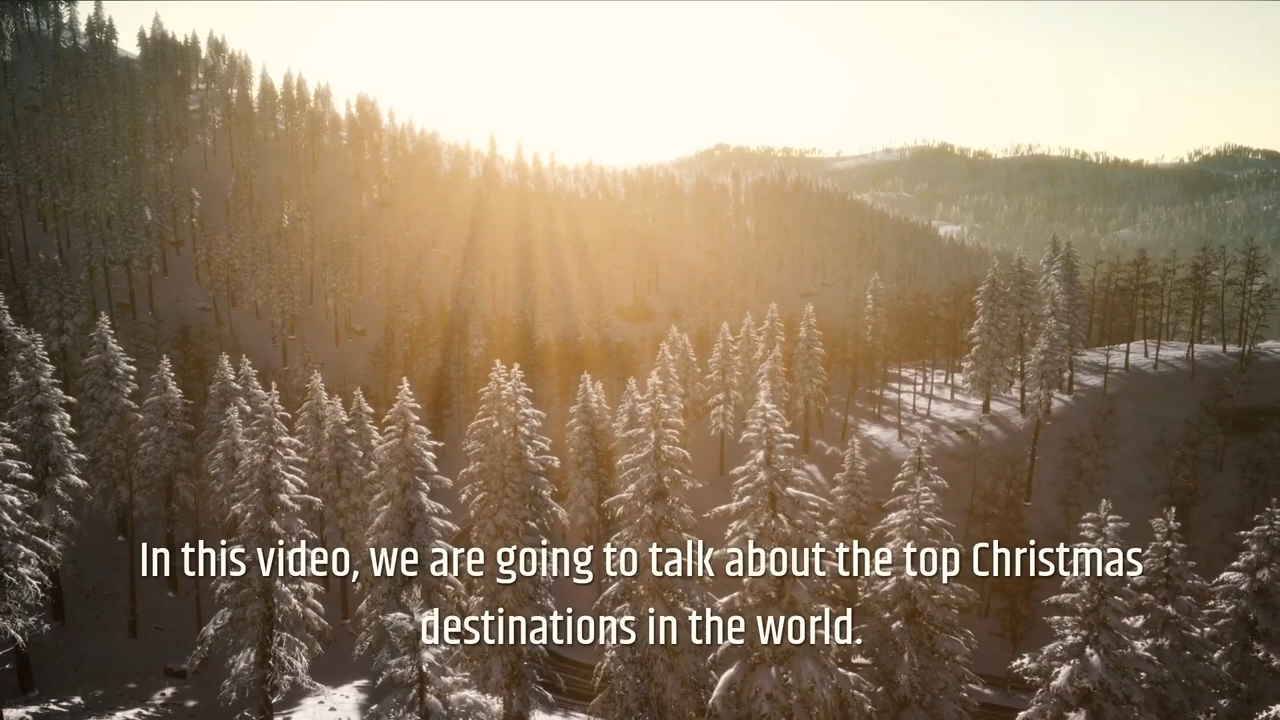 In this video, we are going to talk about the top Christmas
destinations in the world.